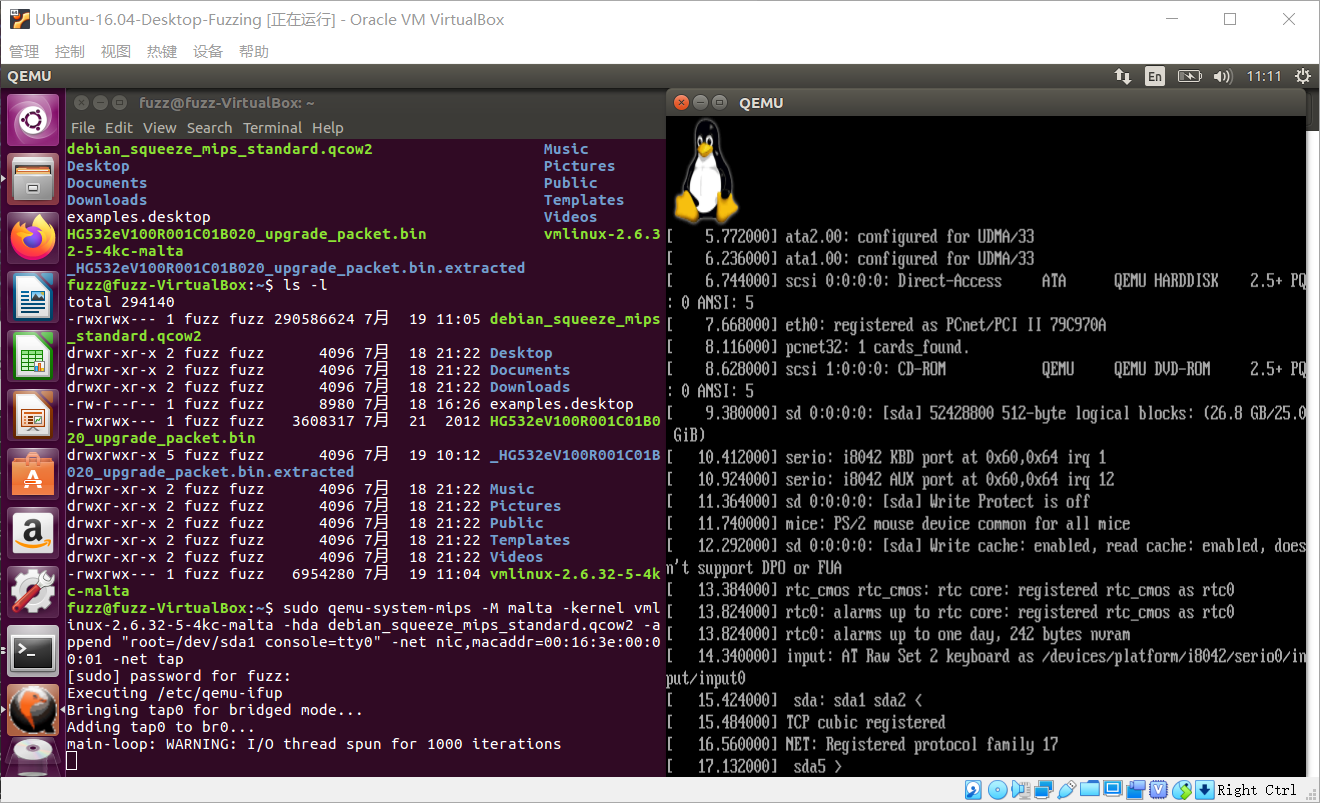 Ubuntu-16.04-Desktop-Fuzzing [正在运行] - Oracle VM VirtualBox
管理 控制 视图 热键 设备 帮助
QEMU
En
11:11
fuzz@fuzz-VirtualBox: ~
File Edit View Search Terminal Help
debian_squeeze_mips_standard.qcow2 Music
Desktop Pictures
Documents Public
Downloads Templates
examples.desktop Videos
HG532eV100R001C01B020_upgrade_packet.bin vmlinux-2.6.3
2-5-4kc-malta
_HG532eV100R001C01B020_upgrade_packet.bin.extracted
fuzz@fuzz-VirtualBox:~$ ls -l
total 294140
-rwxrwx--- 1 fuzz fuzz 290586624 7月 19 11:05 debian_squeeze_mips
_standard.qcow2
drwxr-xr-x 2 fuzz fuzz 4096 7月 18 21:22 Desktop
drwxr-xr-x 2 fuzz fuzz 4096 7月 18 21:22 Documents
drwxr-xr-x 2 fuzz fuzz 4096 7月 18 21:22 Downloads
-rw-r--r-- 1 fuzz fuzz 8980 7月 18 16:26 examples.desktop
-rwxrwx--- 1 fuzz fuzz 3608317 7月 21 2012 HG532eV100R001C01B0
20_upgrade_packet.bin
drwxrwxr-x 5 fuzz fuzz 4096 7月 19 10:12 _HG532eV100R001C01B
020_upgrade_packet.bin.extracted
drwxr-xr-x 2 fuzz fuzz 4096 7月 18 21:22 Music
drwxr-xr-x 2 fuzz fuzz 4096 7月 18 21:22 Pictures
drwxr-xr-x 2 fuzz fuzz 4096 7月 18 21:22 Public
drwxr-xr-x 2 fuzz fuzz 4096 7月 18 21:22 Templates
drwxr-xr-x 2 fuzz fuzz 4096 7月 18 21:22 Videos
-rwxrwx--- 1 fuzz fuzz 6954280 7月 19 11:04 vmlinux-2.6.32-5-4k
c-malta
fuzz@fuzz-VirtualBox:~$ sudo qemu-system-mips -M malta -kernel vml
inux-2.6.32-5-4kc-malta -hda debian_squeeze_mips_standard.qcow2 -a
ppend "root=/dev/sda1 console=tty0" -net nic,macaddr=00:16:3e:00:0
0:01 -net tap
[sudo] password for fuzz:
Executing /etc/qemu-ifup
Bringing tap0 for bridged mode...
Adding tap0 to br0...
main-loop: WARNING: I/O thread spun for 1000 iterations
QEMU
[ 5.772000] ata2.00: configured for UDMA/33
[ 6.236000] ata1.00: configured for UDMA/33
[ 6.744000] scsi 0:0:0:0: Direct-Access ATA QEMU HARDDISK 2.5+ PQ
: 0 ANSI: 5
[ 7.668000] eth0: registered as PCnet/PCI II 79C970A
[ 8.116000] pcnet32: 1 cards_found.
[ 8.628000] scsi 1:0:0:0: CD-ROM QEMU QEMU DVD-ROM 2.5+ PQ
: 0 ANSI: 5
[ 9.380000] sd 0:0:0:0: [sda] 52428800 512-byte logical blocks: (26.8 GB/25.0
GiB)
[ 10.412000] serio: i8042 KBD port at 0x60,0x64 irq 1
[ 10.924000] serio: i8042 AUX port at 0x60,0x64 irq 12
[ 11.364000] sd 0:0:0:0: [sda] Write Protect is off
[ 11.740000] mice: PS/2 mouse device common for all mice
[ 12.292000] sd 0:0:0:0: [sda] Write cache: enabled, read cache: enabled, does
n't support DPO or FUA
[ 13.384000] rtc_cmos rtc_cmos: rtc core: registered rtc_cmos as rtc0
[ 13.824000] rtc0: alarms up to rtc core: registered rtc_cmos as rtc0
[ 13.824000] rtc0: alarms up to one day, 242 bytes nvram
[ 14.340000] input: AT Raw Set 2 keyboard as /devices/platform/i8042/serio0/in
put/input0
[ 15.424000] sda: sda1 sda2 <
[ 15.484000] TCP cubic registered
[ 16.560000] NET: Registered protocol family 17
[ 17.132000] sda5 >
Right Ctrl